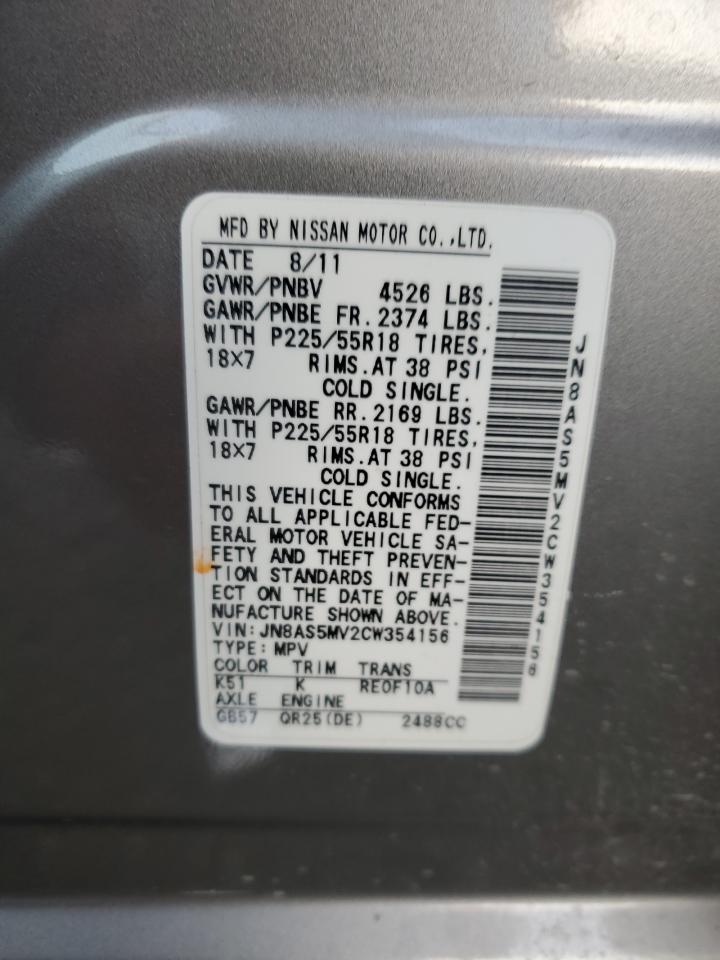 MFD BY NISSAN MOTOR CO.,LTD.
DATE 8/11
GVWR/PNBV 4526 LBS.
GAWR/PNBE FR. 2374 LBS.
WITH P225/55R18 TIRES,
18X7 RIMS.AT 38 PSI
COLD SINGLE.
GAWR/PNBE RR. 2169 LBS.
WITH P225/55R18 TIRES,
18X7 RIMS.AT 38 PSI
COLD SINGLE.
THIS VEHICLE CONFORMS
TO ALL APPLICABLE FED-
ERAL MOTOR VEHICLE SA-
FETY AND THEFT PREVEN-
TION STANDARDS IN EFF-
ECT ON THE DATE OF MA-
NUFACTURE SHOWN ABOVE.
VIN: JN8AS5MV2CW354156
TYPE: MPV
COLOR TRIM TRANS
K51 K RE0F10A
AXLE ENGINE
GB57 QR25(DE) 2488CC
JN8AS5MV2CW354156